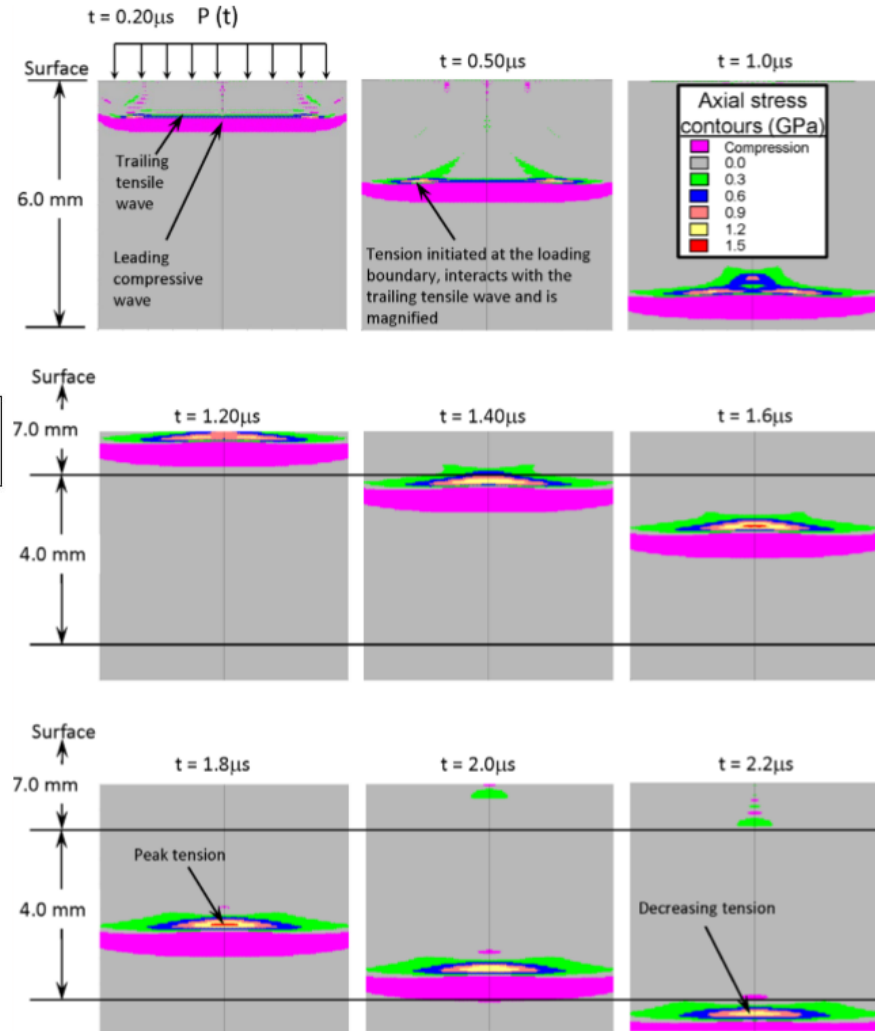 t = 0.20μs P (t)
Surface
t = 0.50μs
t = 1.0μs
6.0 mm
Trailing
tensile
wave
Leading
compressive
wave
Tension initiated at the loading
boundary, interacts with the
trailing tensile wave and is
magnified
Axial stress
contours (GPa)
Compression
0.0
0.3
0.6
0.9
1.2
1.5
Surface
7.0 mm
t = 1.20μs
t = 1.40μs
t = 1.6μs
4.0 mm
Surface
7.0 mm
t = 1.8μs
t = 2.0μs
t = 2.2μs
4.0 mm
Peak tension
Decreasing tension